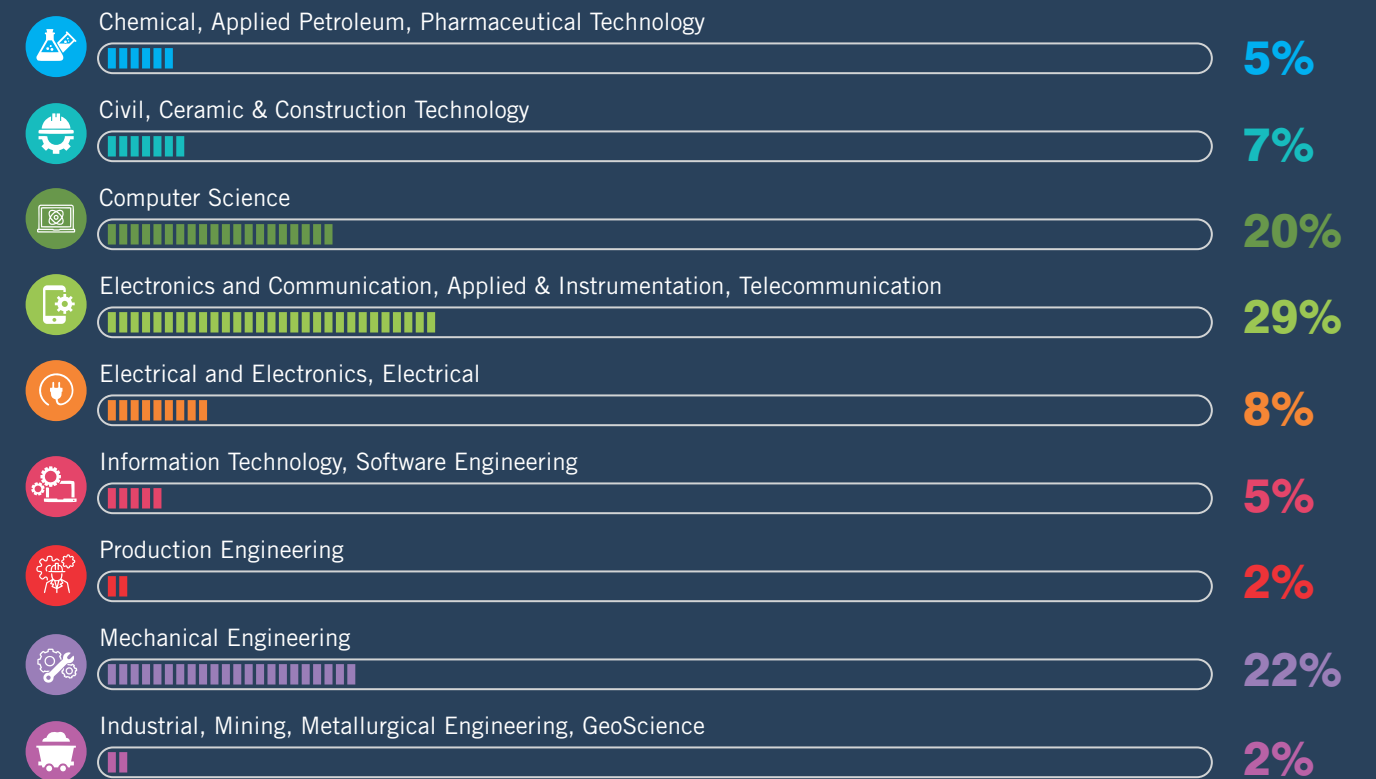 Chemical, Applied Petroleum, Pharmaceutical Technology
5%
Civil, Ceramic & Construction Technology
7%
Computer Science
20%
Electronics and Communication, Applied & Instrumentation, Telecommunication
29%
Electrical and Electronics, Electrical
8%
Information Technology, Software Engineering
5%
Production Engineering
2%
Mechanical Engineering
22%
Industrial, Mining, Metallurgical Engineering, GeoScience
2%